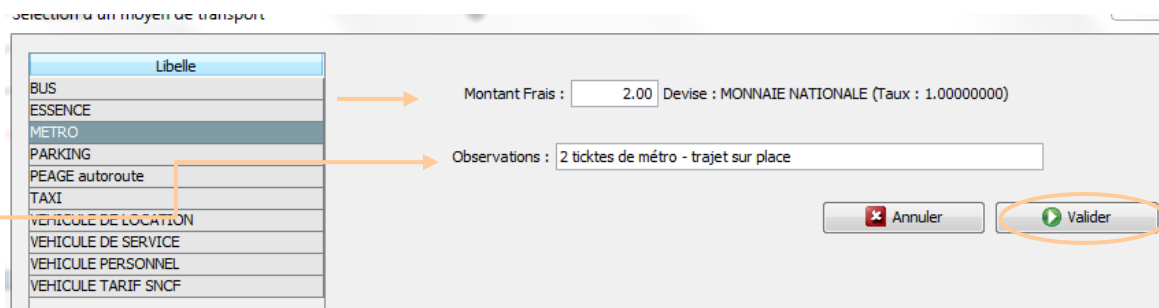 Sélection d'un moyen de transport
Libelle
BUS
ESSENCE
METRO
PARKING
PEAGE autoroute
TAXI
VEHICULE DE LOCATION
VEHICULE DE SERVICE
VEHICULE PERSONNEL
VEHICULE TARIF SNCF
Montant Frais : 2.00 Devise : MONNAIE NATIONALE (Taux : 1.00000000)
Observations : 2 ticktes de métro - trajet sur place
Annuler Valider